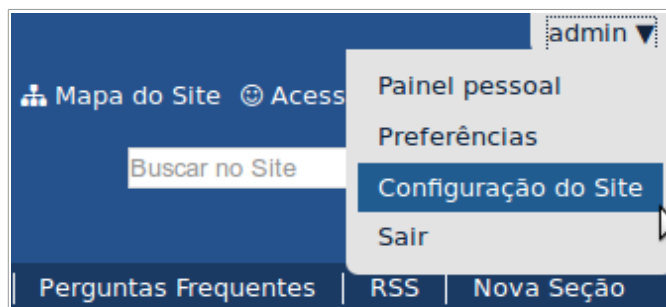 admin ▼
Painel pessoal
Mapa do Site Acess
Preferências
Buscar no Site
Configuração do Site
Sair
Perguntas Frequentes | RSS | Nova Seção